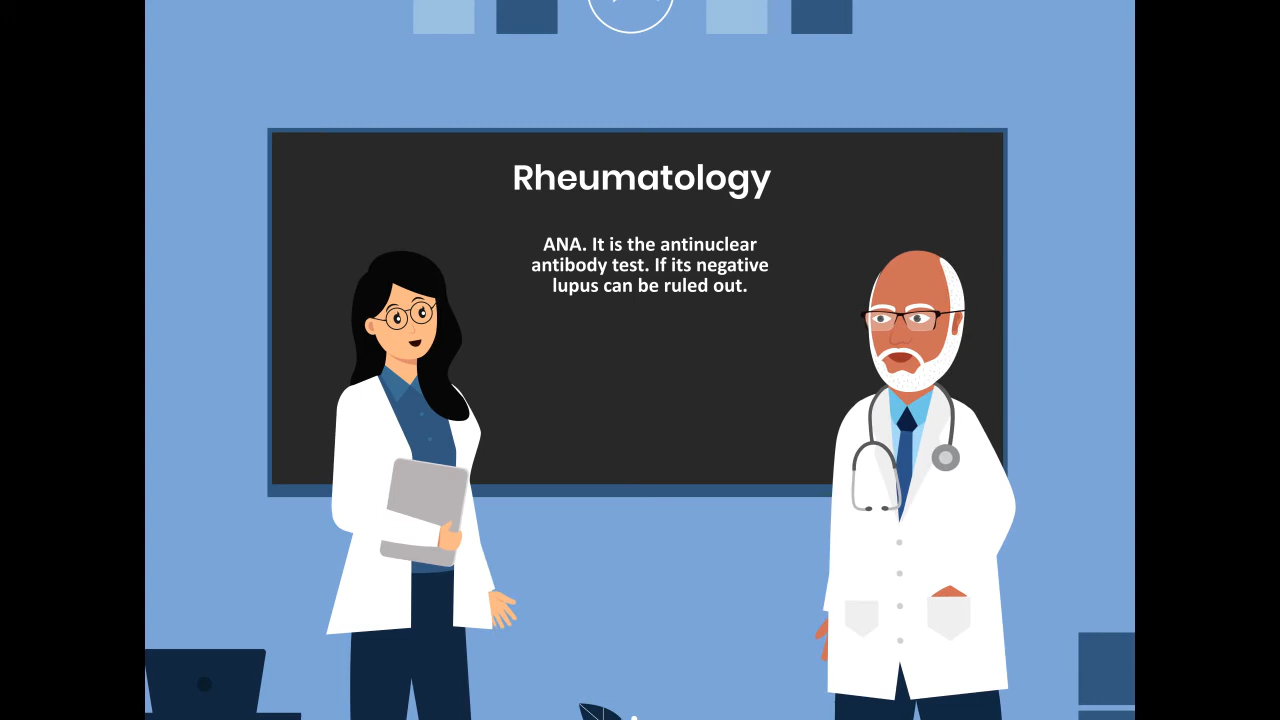 Rheumatology
ANA. It is the antinuclear
antibody test. If its negative
lupus can be ruled out.